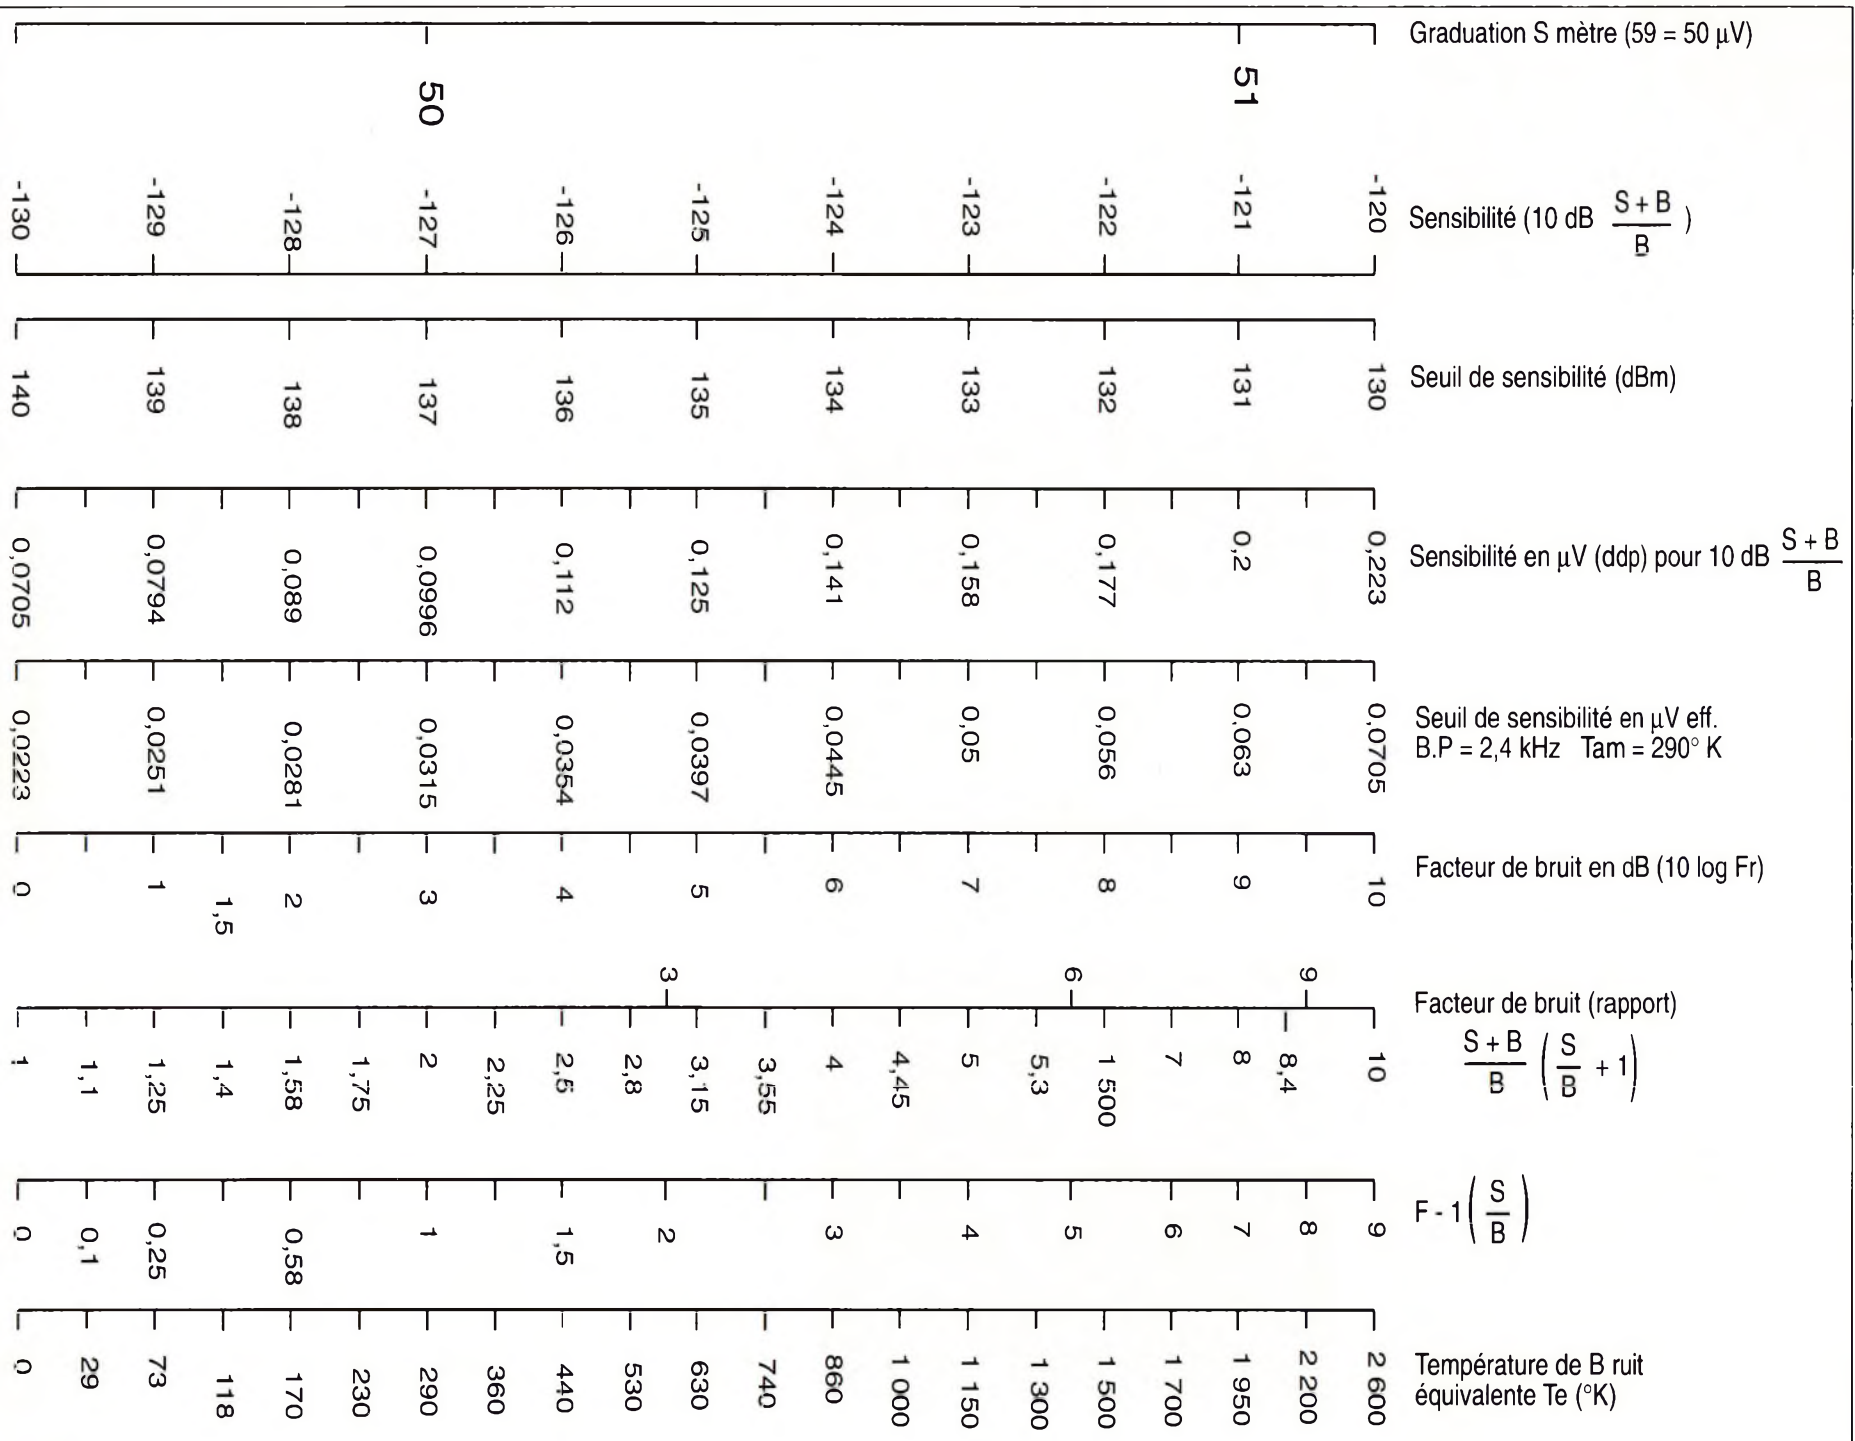 Graduation S mètre (59 = 50 µV)
50
51
-130 -129 -128 -127 -126 -125 -124 -123 -122 -121 -120
Sensibilité (10 dB S + B / B )
140 139 138 137 136 135 134 133 132 131 130
Seuil de sensibilité (dBm)
0,0705 0,0794 0,089 0,0996 0,112 0,125 0,141 0,158 0,177 0,2 0,223
Sensibilité en µV (ddp) pour 10 dB S + B / B
0,0223 0,0251 0,0281 0,0315 0,0354 0,0397 0,0445 0,05 0,056 0,063 0,0705
Seuil de sensibilité en µV eff.
B.P = 2,4 kHz Tam = 290° K
0 1 1,5 2 3 4 5 6 7 8 9 10
Facteur de bruit en dB (10 log Fr)
3 6 9
Facteur de bruit (rapport)
S + B / B ( S / B + 1 )
1 1,1 1,25 1,4 1,58 1,75 2 2,25 2,5 2,8 3,15 3,55 4 4,45 5 5,3 1 500 7 8 8,4 10
F - 1 ( S / B )
0 0,1 0,25 0,58 1 1,5 2 3 4 5 6 7 8 9
Température de B ruit
équivalente Te (°K)
0 29 73 118 170 230 290 360 440 530 630 740 860 1 000 1 150 1 300 1 500 1 700 1 950 2 200 2 600